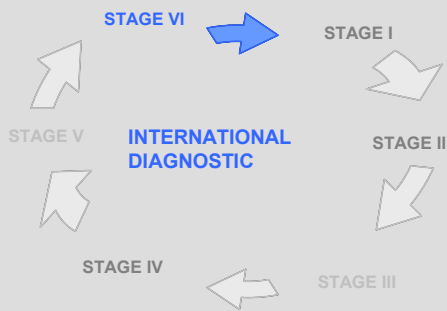 STAGE VI
STAGE I
STAGE V
INTERNATIONAL
DIAGNOSTIC
STAGE II
STAGE IV
STAGE III